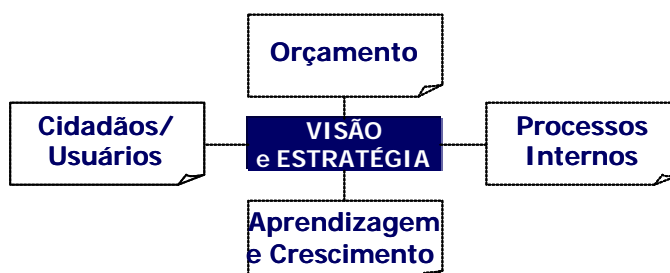 Orçamento
Cidadãos/
Usuários
VISÃO
e ESTRATÉGIA
Processos
Internos
Aprendizagem
e Crescimento